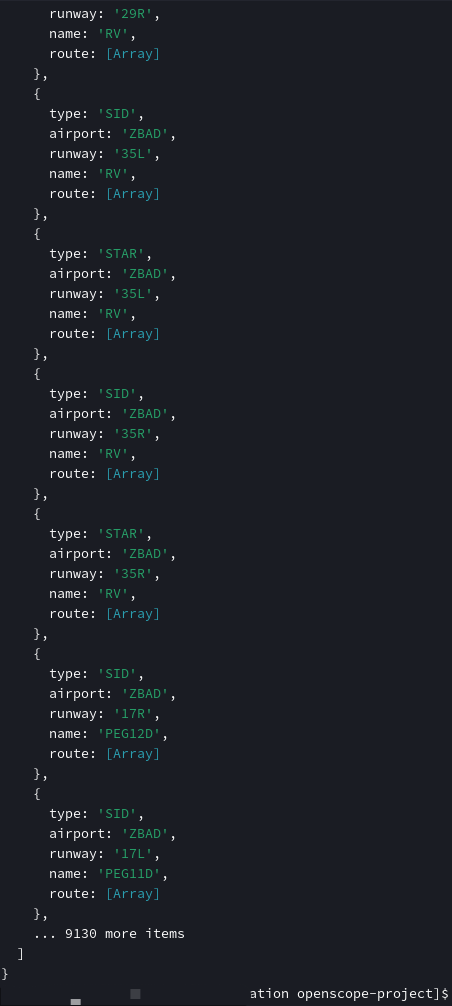 runway: '29R',
name: 'RV',
route: [Array]
},
{
type: 'SID',
airport: 'ZBAD',
runway: '35L',
name: 'RV',
route: [Array]
},
{
type: 'STAR',
airport: 'ZBAD',
runway: '35L',
name: 'RV',
route: [Array]
},
{
type: 'SID',
airport: 'ZBAD',
runway: '35R',
name: 'RV',
route: [Array]
},
{
type: 'STAR',
airport: 'ZBAD',
runway: '35R',
name: 'RV',
route: [Array]
},
{
type: 'SID',
airport: 'ZBAD',
runway: '17R',
name: 'PEG12D',
route: [Array]
},
{
type: 'SID',
airport: 'ZBAD',
runway: '17L',
name: 'PEG11D',
route: [Array]
},
... 9130 more items
]
}
ation openscope-project]$